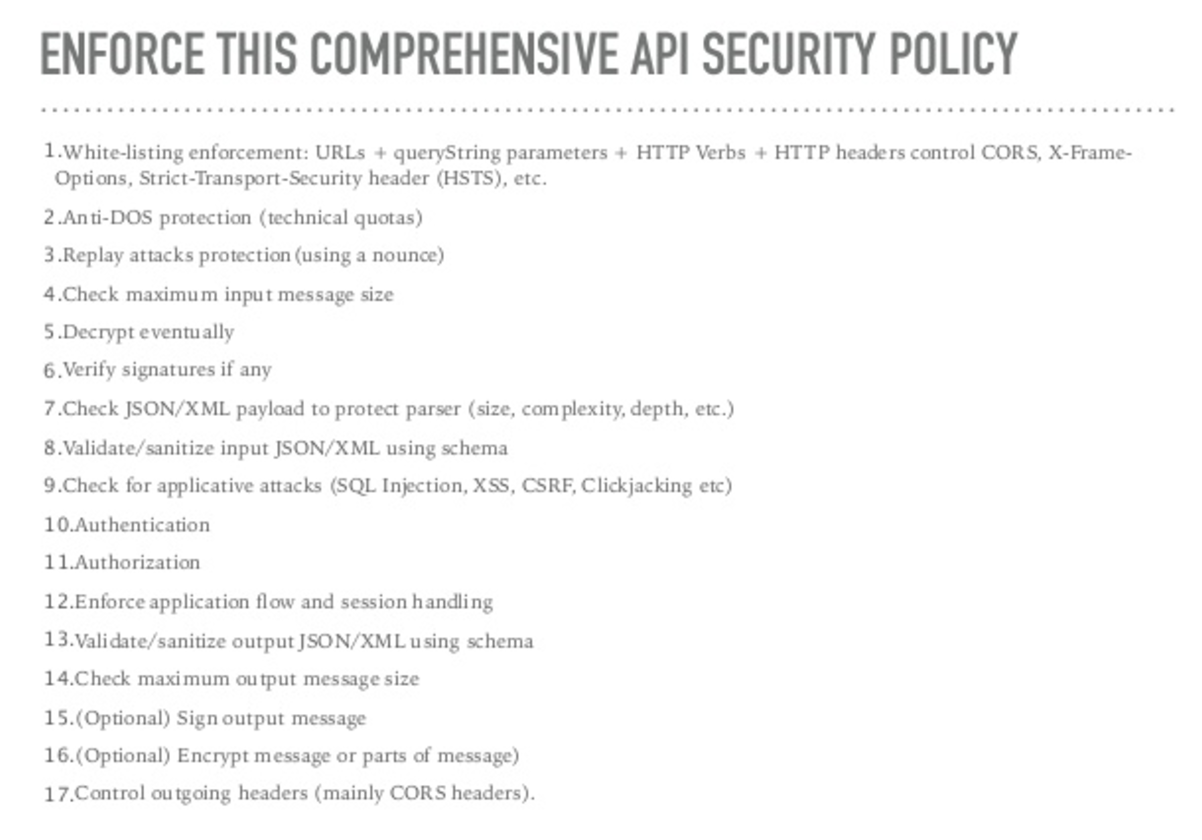 ENFORCE THIS COMPREHENSIVE API SECURITY POLICY
1.White-listing enforcement: URLs + queryString parameters + HTTP Verbs + HTTP headers control CORS, X-Frame-
Options, Strict-Transport-Security header (HSTS), etc.
2.Anti-DOS protection (technical quotas)
3.Replay attacks protection (using a nounce)
4.Check maximum input message size
5.Decrypt eventually
6.Verify signatures if any
7.Check JSON/XML payload to protect parser (size, complexity, depth, etc.)
8.Validate/sanitize input JSON/XML using schema
9.Check for applicative attacks (SQL Injection, XSS, CSRF, Clickjacking etc)
10.Authentication
11.Authorization
12.Enforce application flow and session handling
13.Validate/sanitize output JSON/XML using schema
14.Check maximum output message size
15.(Optional) Sign output message
16.(Optional) Encrypt message or parts of message)
17.Control outgoing headers (mainly CORS headers).